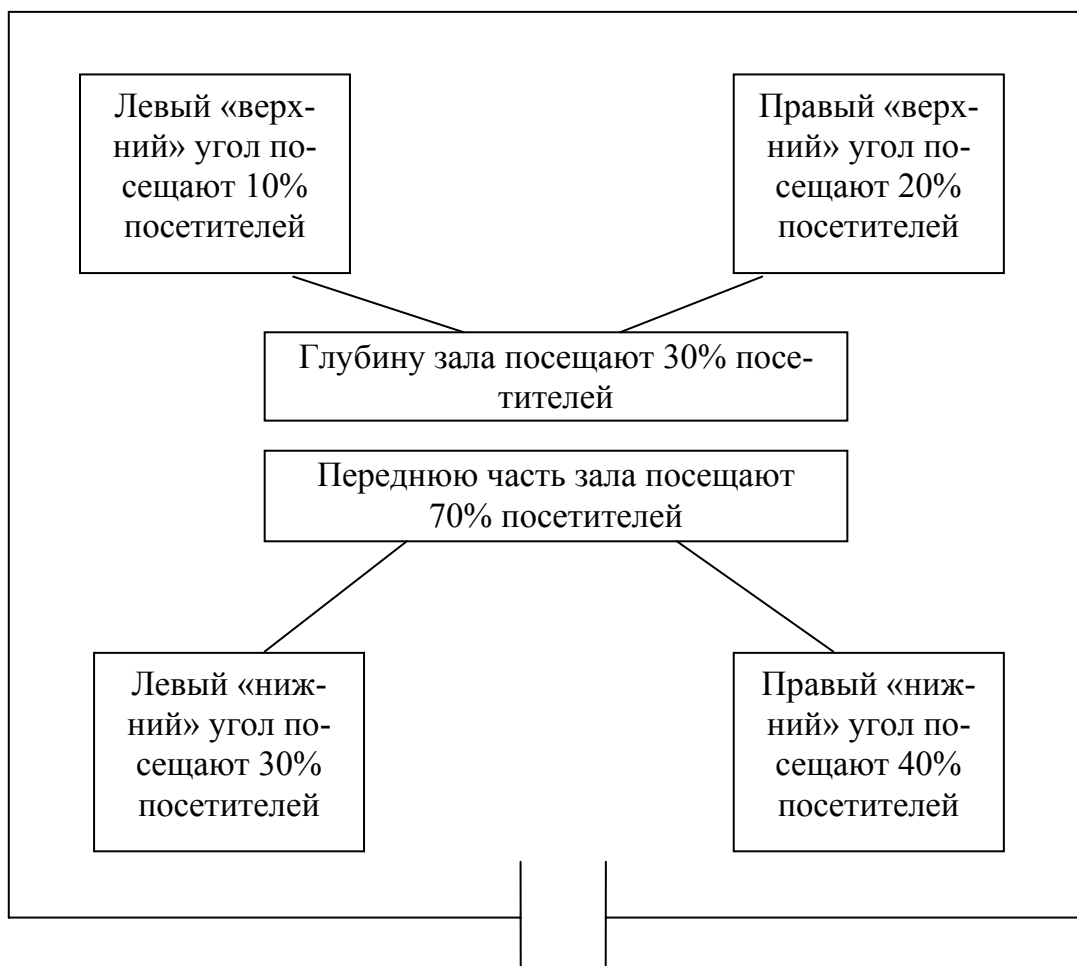 Левый «верх-
ний» угол по-
сещают 10%
посетителей
Правый «верх-
ний» угол по-
сещают 20%
посетителей
Глубину зала посещают 30% посе-
тителей
Переднюю часть зала посещают
70% посетителей
Левый «ниж-
ний» угол по-
сещают 30%
посетителей
Правый «ниж-
ний» угол по-
сещают 40%
посетителей